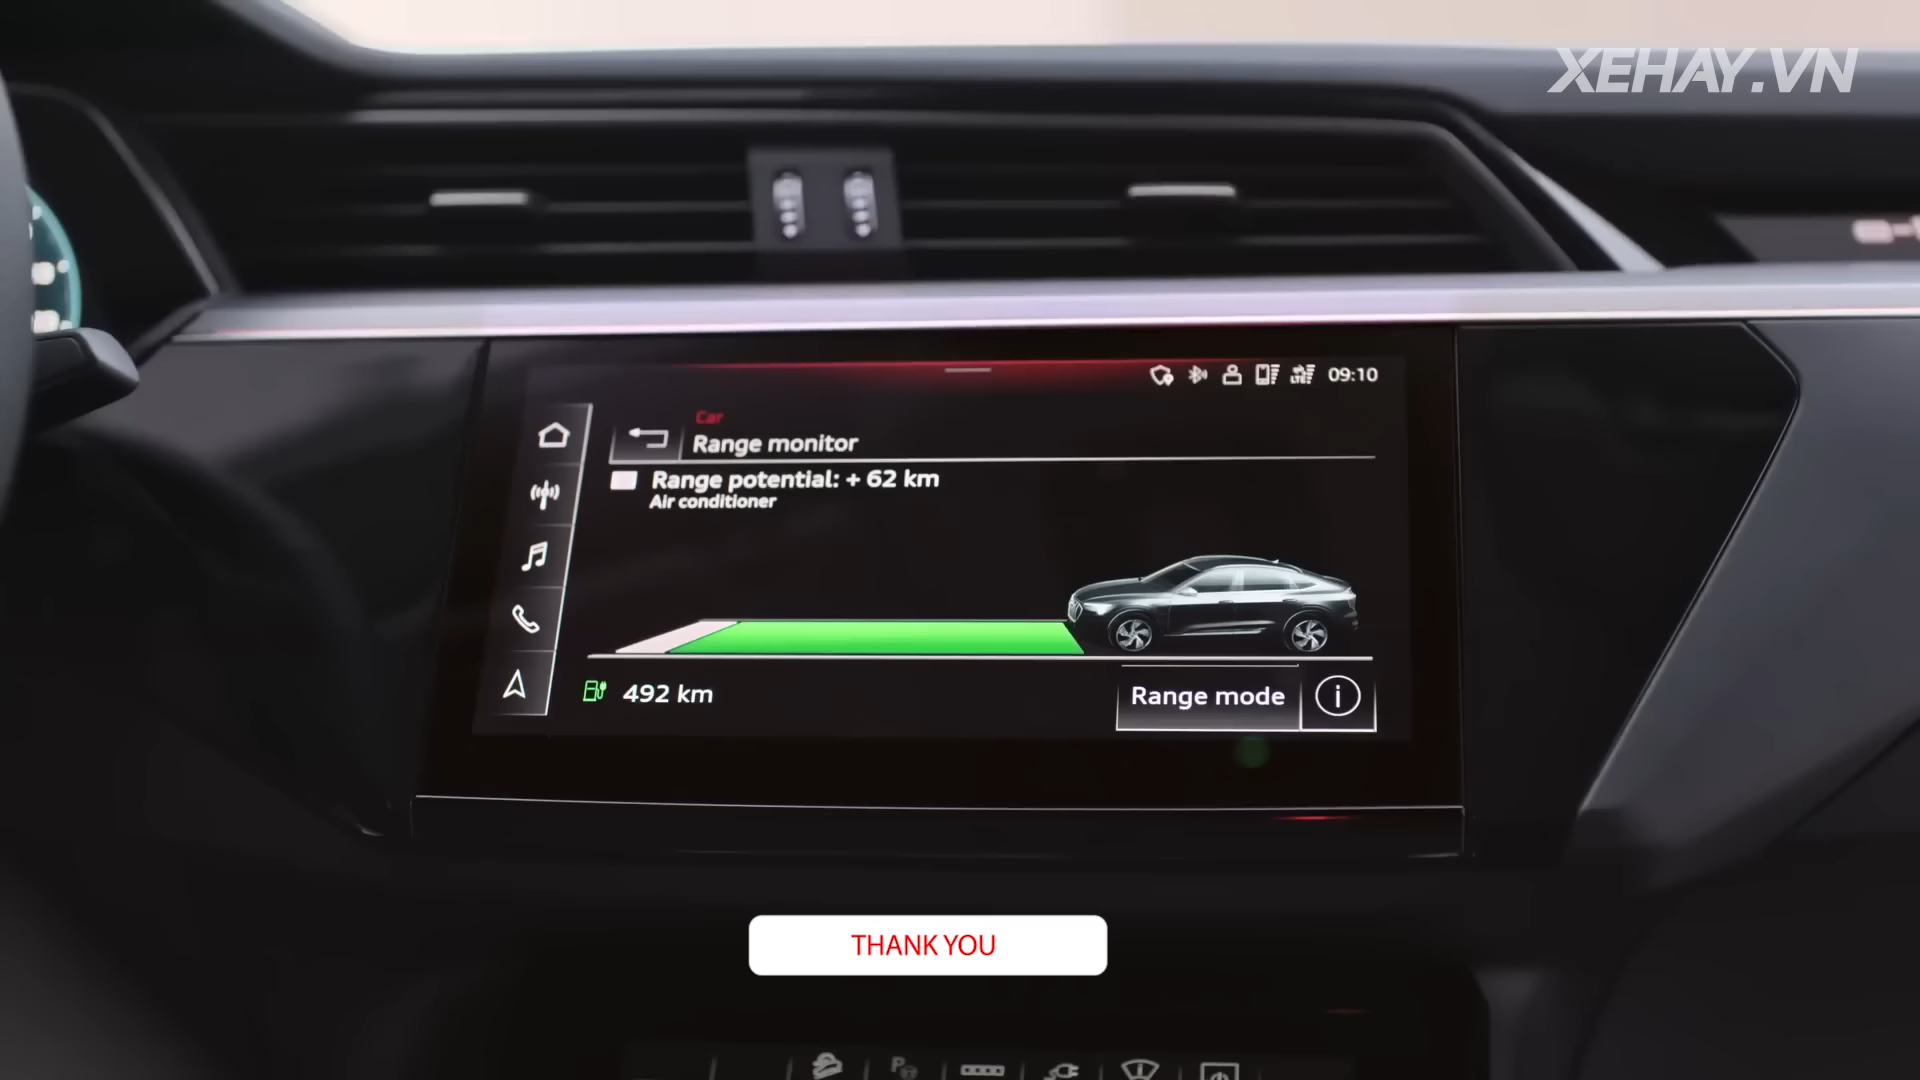 XEHAY.VN
LTE
09:10
Car
Range monitor
Range potential: + 62 km
Air conditioner
492 km
Range mode
i
THANK YOU
P